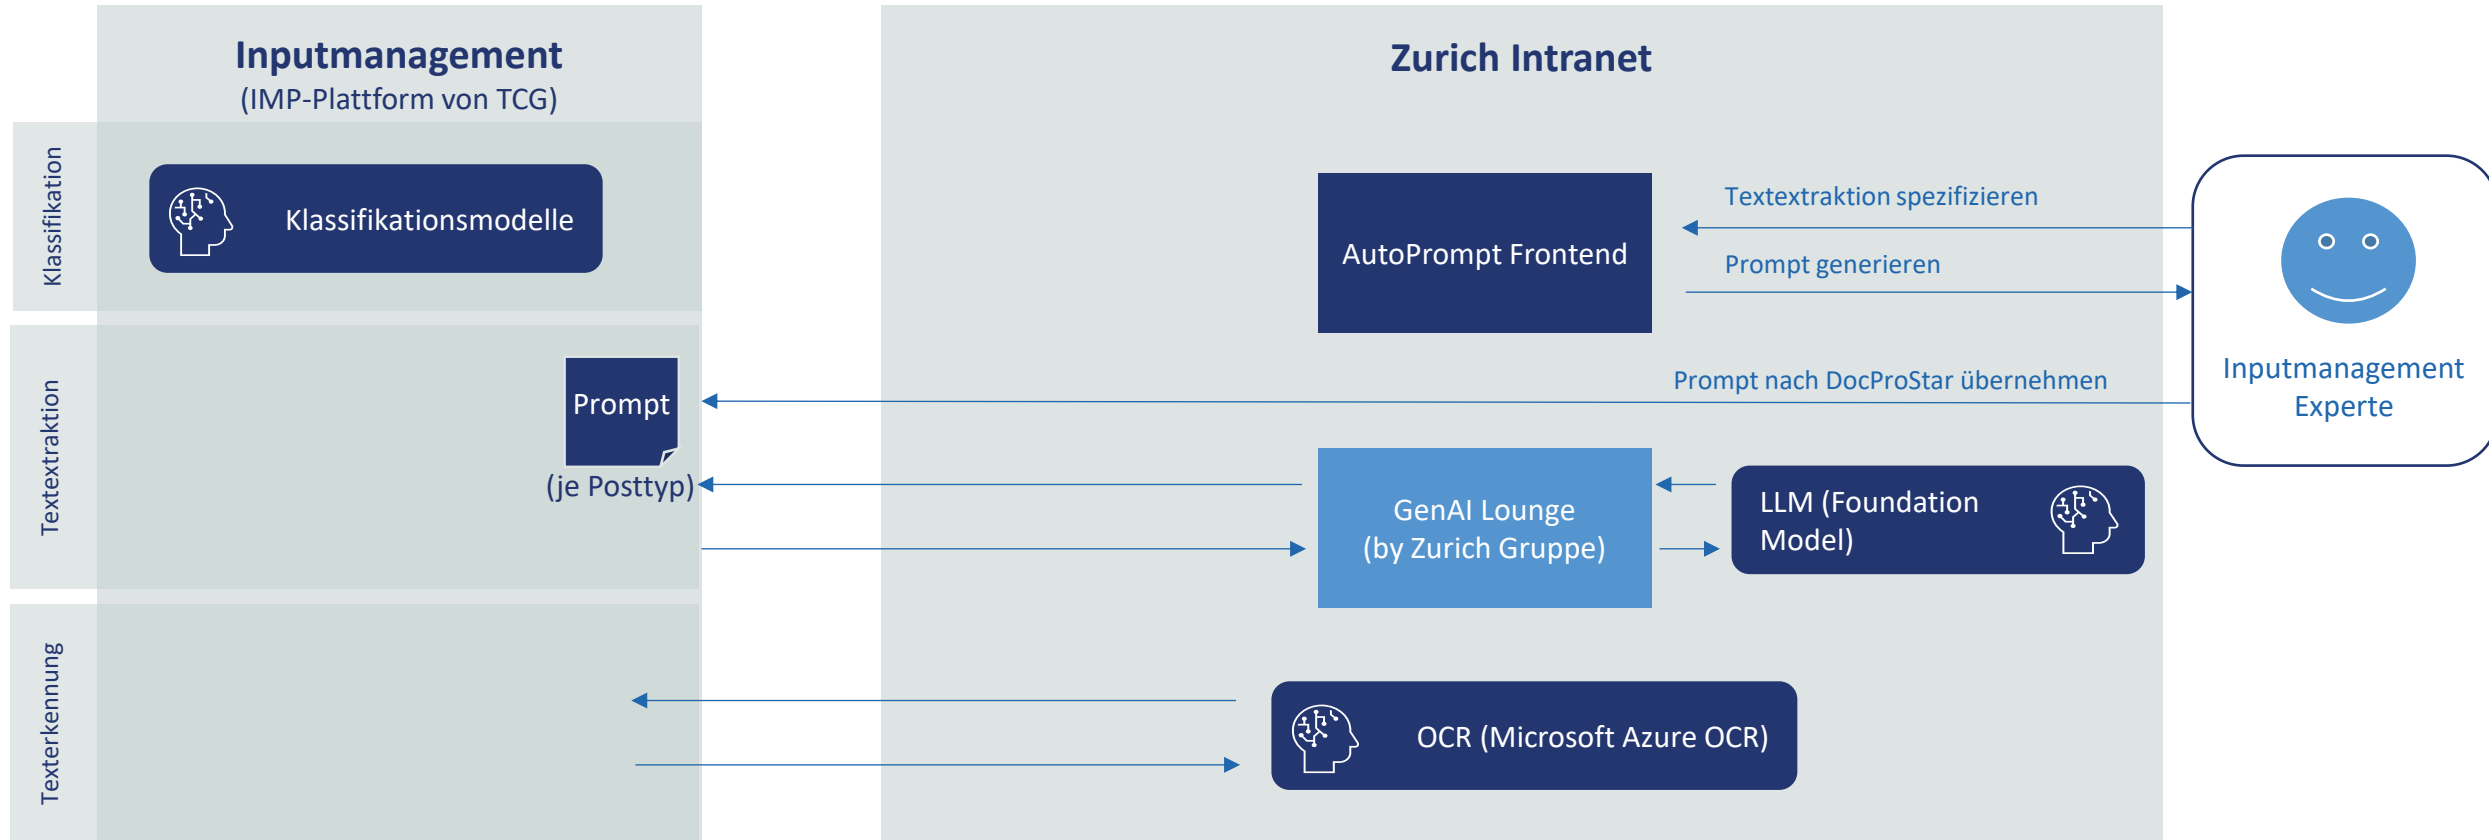 Inputmanagement
(IMP-Plattform von TCG)
Zurich Intranet
Klassifikation
Klassifikationsmodelle
AutoPrompt Frontend
Textextraktion spezifizieren
Prompt generieren
Inputmanagement
Experte
Textextraktion
Prompt
(je Posttyp)
Prompt nach DocProStar übernehmen
GenAI Lounge
(by Zurich Gruppe)
LLM (Foundation
Model)
Texterkennung
OCR (Microsoft Azure OCR)